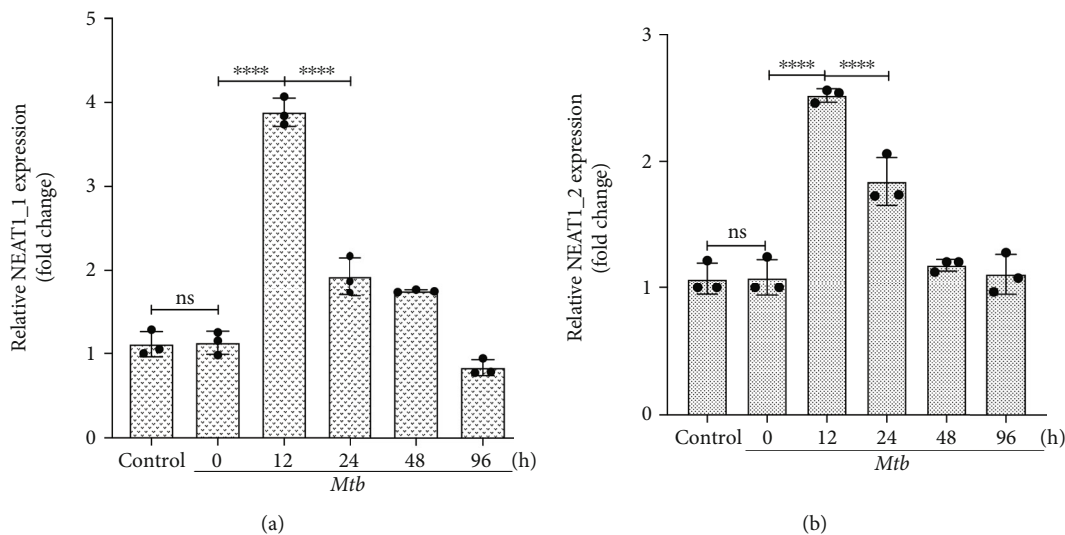 Relative NEAT1_1 expression
(fold change)
5
4
3
2
1
0
ns
**** ****
Control 0 12 24 48 96 (h)
Mtb
(a)
Relative NEAT1_2 expression
(fold change)
3
2
1
0
ns
**** ****
Control 0 12 24 48 96 (h)
Mtb
(b)